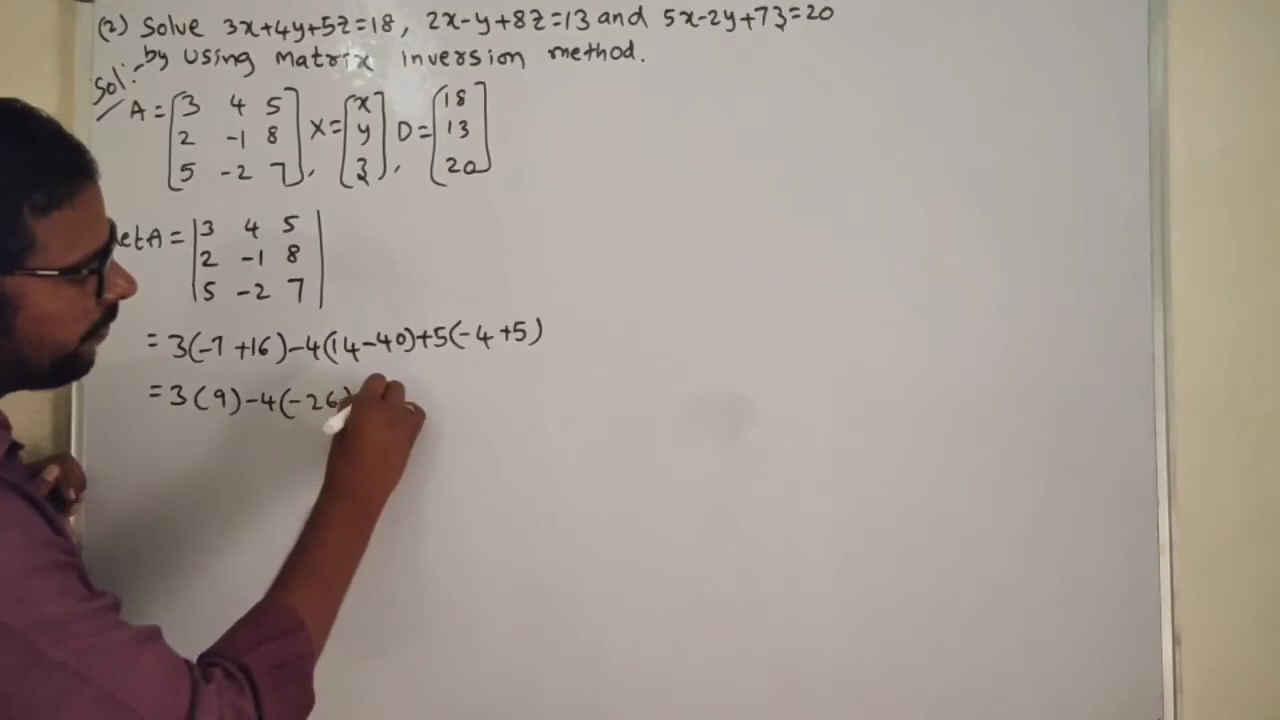 (2) Solve 3x+4y+5z=18, 2x-y+8z=13 and 5x-2y+7z=20
by using matrix inversion method.
Sol:-
A = [3 4 5 X = [x D = [18
2 -1 8 y 13
5 -2 7], z], 20]
etA = |3 4 5|
2 -1 8
5 -2 7
= 3(-7+16)-4(14-40)+5(-4+5)
= 3(9)-4(-26)